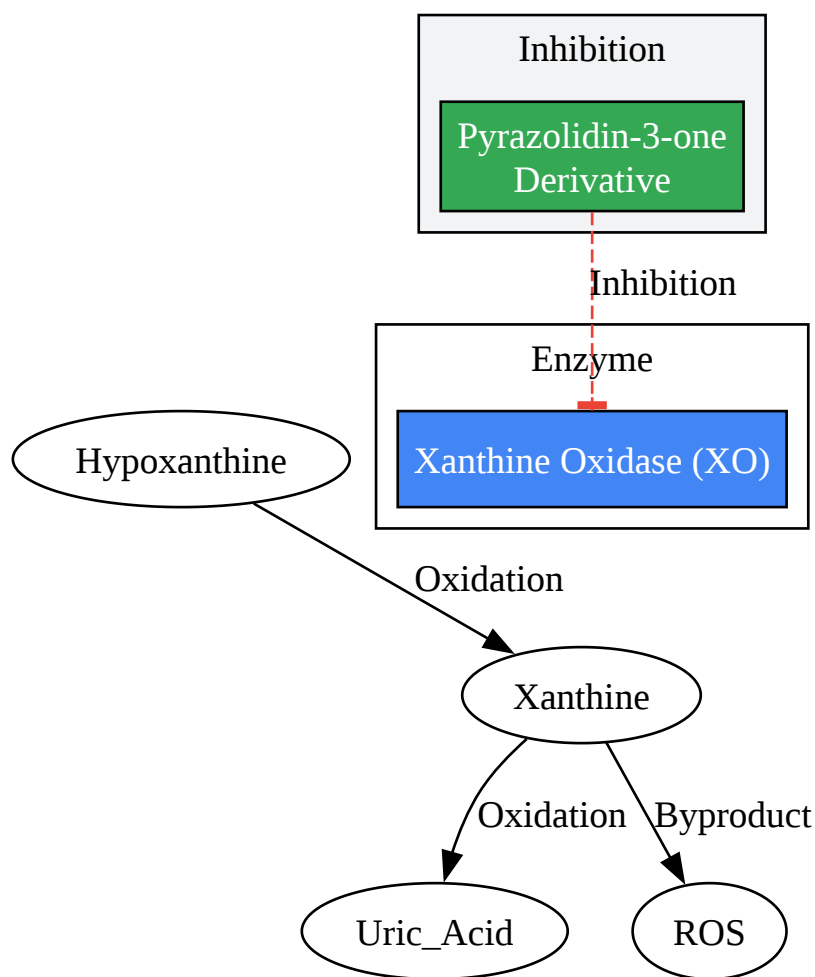 Inhibition
Pyrazolidin-3-one
Derivative
Inhibition
Enzyme
Xanthine Oxidase (XO)
Hypoxanthine
Oxidation
Xanthine
Oxidation
Byproduct
Uric_Acid
ROS